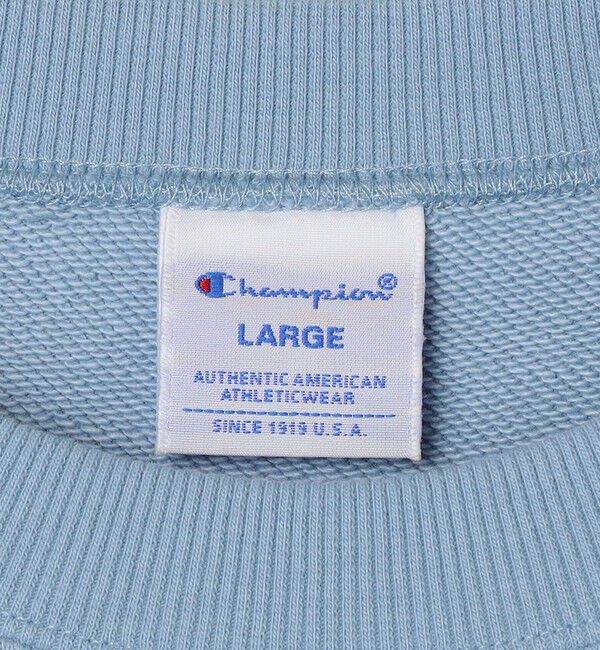 Champion®
LARGE
AUTHENTIC AMERICAN
ATHLETICWEAR
SINCE 1919 U.S.A.